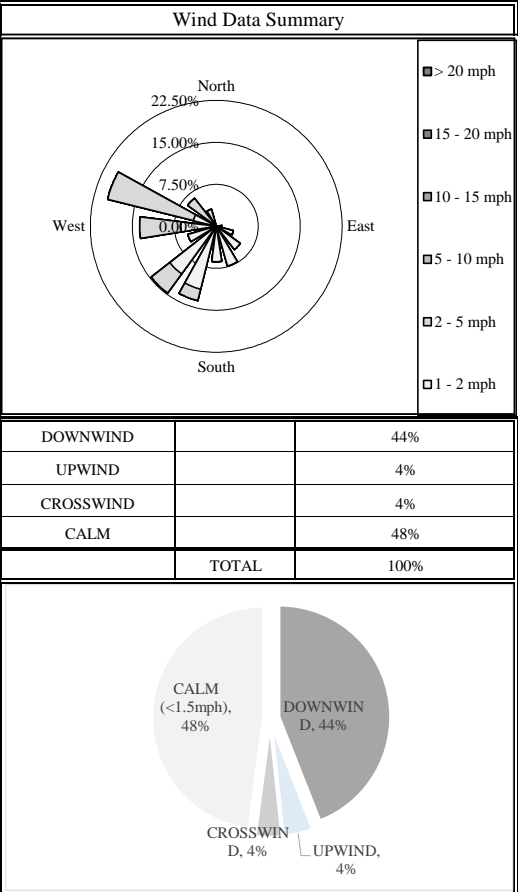 Wind Data Summary
North
22.50%
15.00%
7.50%
0.00%
West
East
South
> 20 mph
15 - 20 mph
10 - 15 mph
5 - 10 mph
2 - 5 mph
1 - 2 mph
DOWNWIND 44%
UPWIND 4%
CROSSWIND 4%
CALM 48%
TOTAL 100%
CALM
(<1.5mph),
48%
DOWNWIN
D, 44%
CROSSWIN
D, 4%
UPWIND,
4%